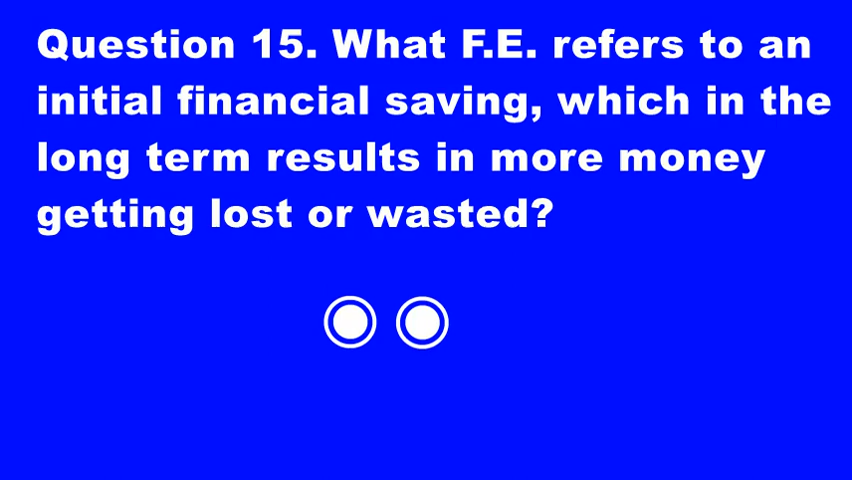 Question 15. What F.E. refers to an
initial financial saving, which in the
long term results in more money
getting lost or wasted?